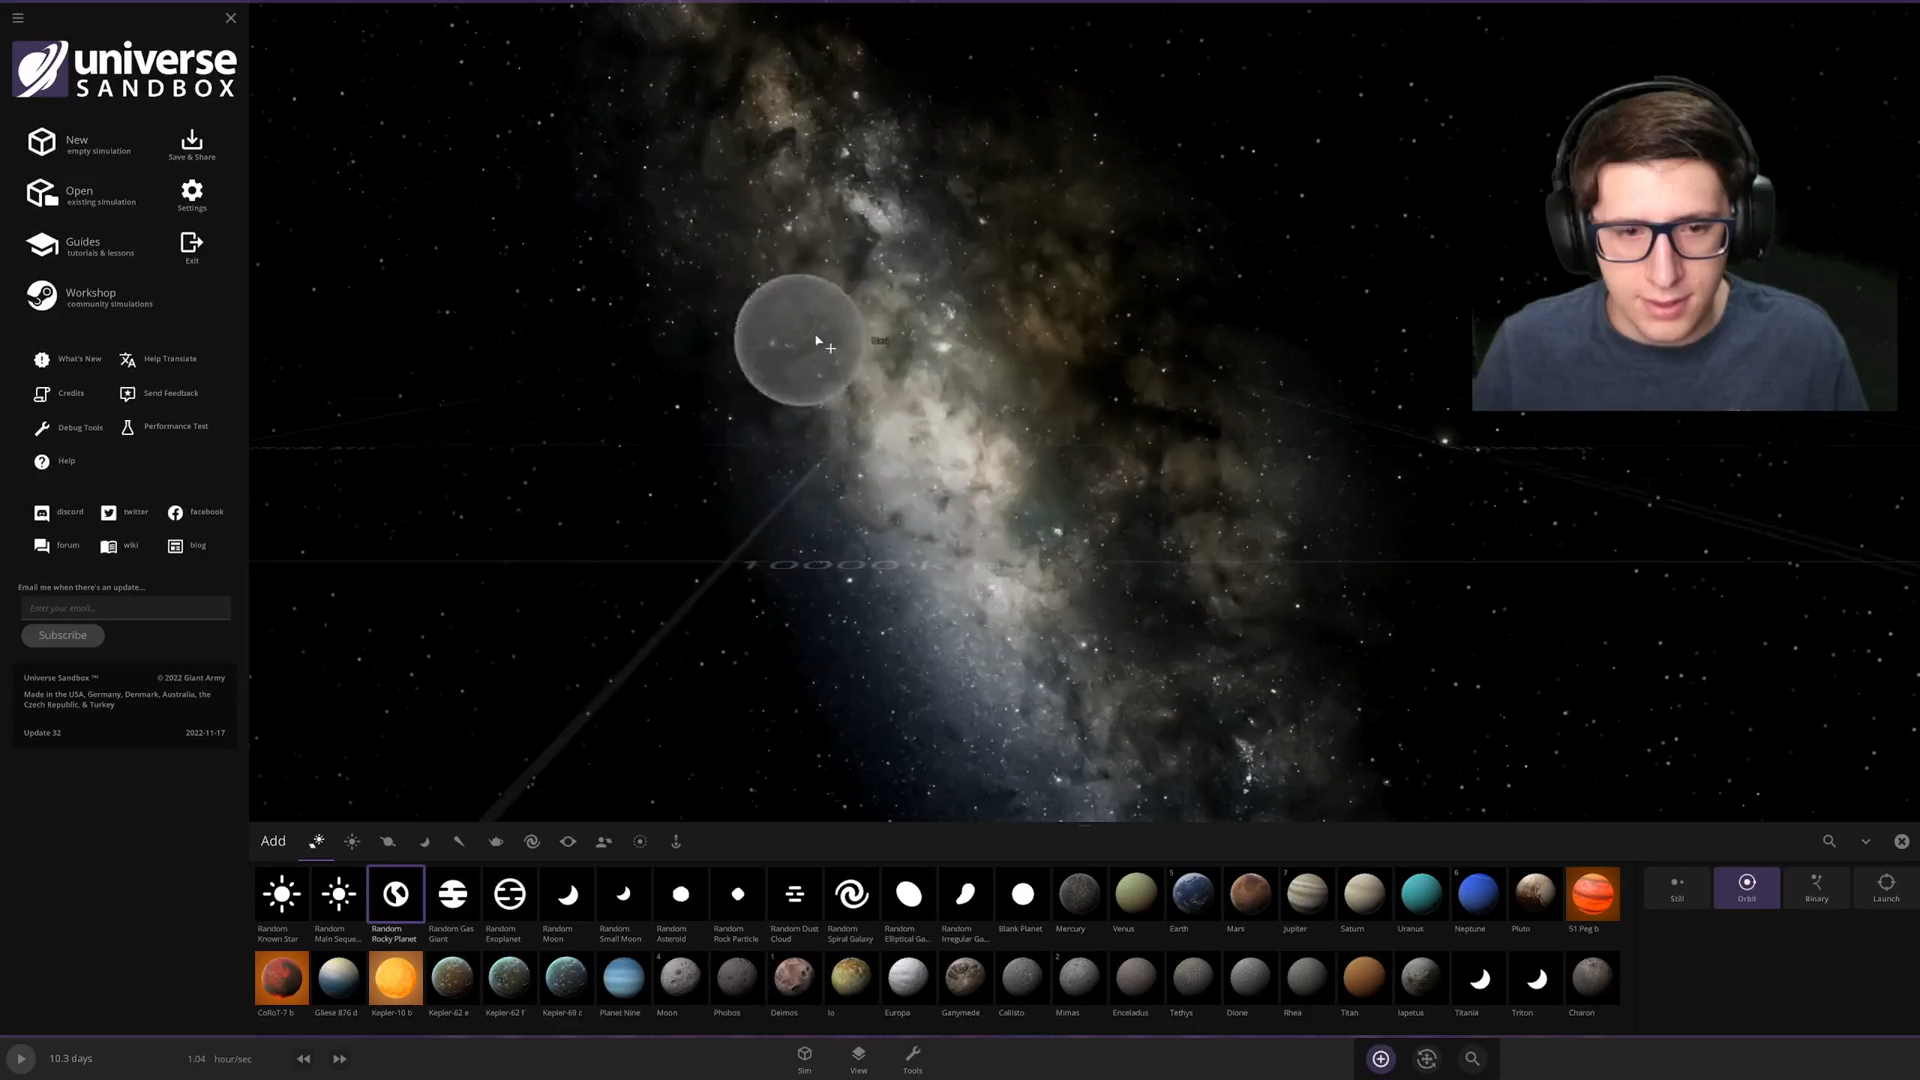 universe
SANDBOX
New
empty simulation
Save & Share
Open
existing simulation
Settings
Guides
tutorials & lessons
Exit
Workshop
community simulations
What's New
Help Translate
Credits
Send Feedback
Debug Tools
Performance Test
Help
discord
twitter
facebook
forum
wiki
blog
Email me when there's an update...
Enter your email...
Subscribe
Universe Sandbox ™
© 2022 Giant Army
Made in the USA, Germany, Denmark, Australia, the
Czech Republic, & Turkey
Update 32
2022-11-17
10000 K
Add
Random
Known Star
Random
Main Seque...
Random
Rocky Planet
Random Gas
Giant
Random
Exoplanet
Random
Moon
Random
Small Moon
Random
Asteroid
Random
Rock Particle
Random Dust
Cloud
Random
Spiral Galaxy
Random
Elliptical Ga...
Random
Irregular Ga...
Blank Planet
Mercury
Venus
5
Earth
Mars
7
Jupiter
Saturn
Uranus
6
Neptune
Pluto
51 Peg b
Still
Orbit
Binary
Launch
CoRoT-7 b
Gliese 876 d
Kepler-10 b
Kepler-62 e
Kepler-62 f
Kepler-69 c
Planet Nine
4
Moon
Phobos
1
Deimos
Io
Europa
Ganymede
Callisto
2
Mimas
Enceladus
Tethys
Dione
Rhea
Titan
Iapetus
Titania
Triton
Charon
10.3 days
1.04 hour/sec
Sim
View
Tools